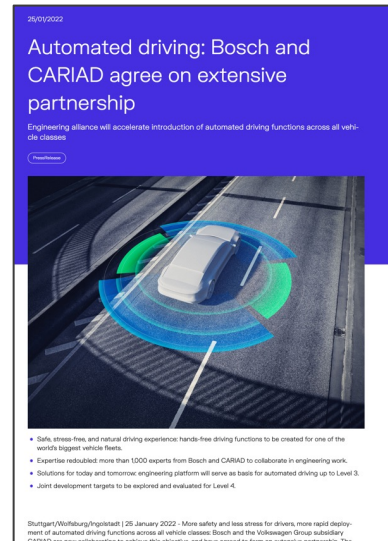 25/01/2022
Automated driving: Bosch and
CARIAD agree on extensive
partnership
Engineering alliance will accelerate introduction of automated driving functions across all vehi-
cle classes
PressRelease
Safe, stress-free, and natural driving experience: hands-free driving functions to be created for one of the
world's biggest vehicle fleets.
Expertise redoubled: more than 1,000 experts from Bosch and CARIAD to collaborate in engineering work.
Solutions for today and tomorrow: engineering platform will serve as basis for automated driving up to Level 3.
Joint development targets to be explored and evaluated for Level 4.
Stuttgart/Wolfsburg/Ingolstadt | 25 January 2022 – More safety and less stress for drivers, more rapid deploy-
ment of automated driving functions across all vehicle classes: Bosch and the Volkswagen Group subsidiary